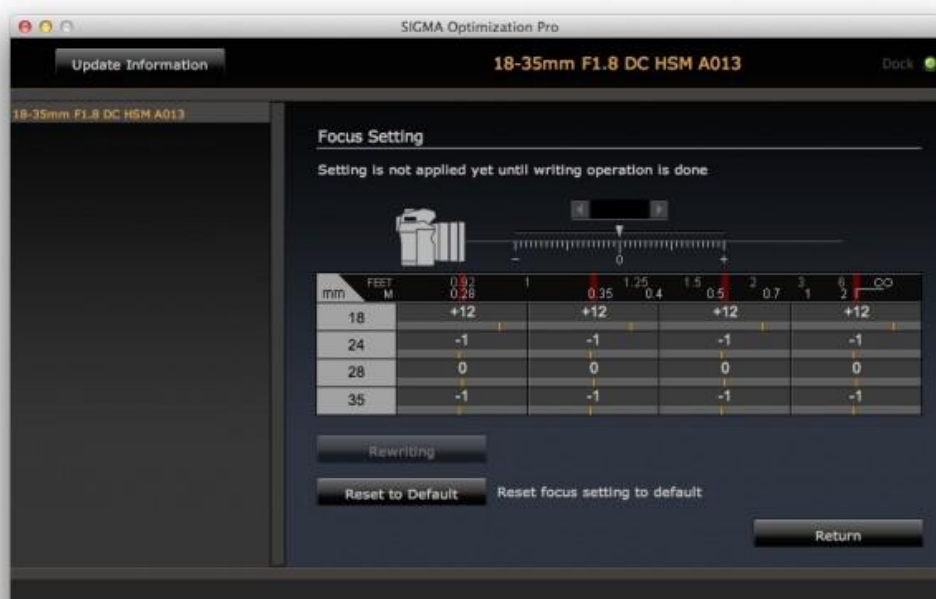 SIGMA Optimization Pro
Update Information
18-35mm F1.8 DC HSM A013
Dock
18-35mm F1.8 DC HSM A013
Focus Setting
Setting is not applied yet until writing operation is done
- 0 +
mm FEET 0.92 1 1.25 1.5 2 3 6 ∞
M 0.28 0.35 0.4 0.5 0.7 1 2
18 +12 +12 +12 +12
24 -1 -1 -1 -1
28 0 0 0 0
35 -1 -1 -1 -1
Rewriting
Reset to Default Reset focus setting to default
Return